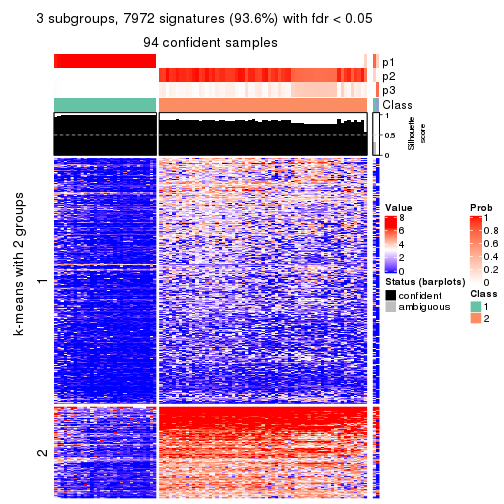 3 subgroups, 7972 signatures (93.6%) with fdr < 0.05
94 confident samples
p1
p2
p3
Class
1
0.5
0
Silhouette
score
k-means with 2 groups
1
2
Value
8
6
4
2
0
Status (barplots)
confident
ambiguous
Prob
1
0.8
0.6
0.4
0.2
0
Class
1
2